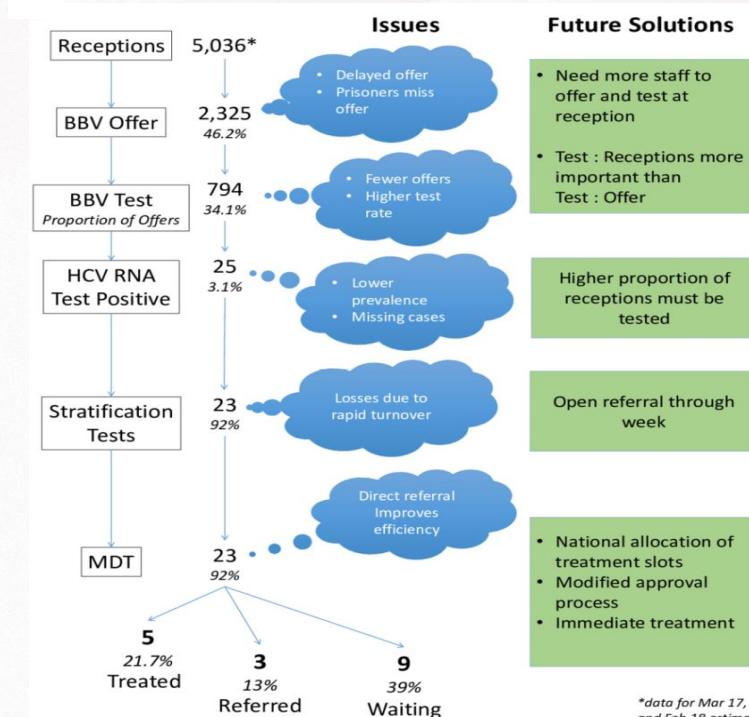 Issues
Future Solutions
Receptions
5,036*
• Delayed offer
• Prisoners miss
offer
• Need more staff to
offer and test at
reception
• Test : Receptions more
important than
Test : Offer
BBV Offer
2,325
46.2%
BBV Test
Proportion of Offers
794
34.1%
• Fewer offers
• Higher test
rate
HCV RNA
Test Positive
25
3.1%
• Lower
prevalence
• Missing cases
Higher proportion of
receptions must be
tested
Stratification
Tests
23
92%
Losses due to
rapid turnover
Open referral through
week
Direct referral
Improves
efficiency
MDT
23
92%
• National allocation of
treatment slots
• Modified approval
process
• Immediate treatment
5
21.7%
Treated
3
13%
Referred
9
39%
Waiting
*data for Mar 17,